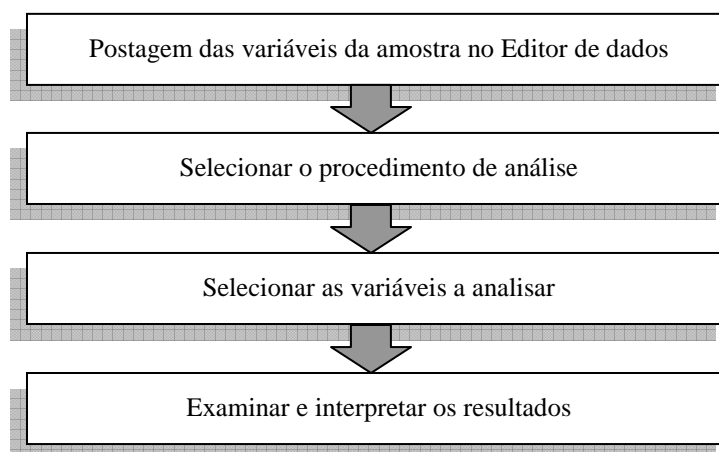 Postagem das variáveis da amostra no Editor de dados
Selecionar o procedimento de análise
Selecionar as variáveis a analisar
Examinar e interpretar os resultados